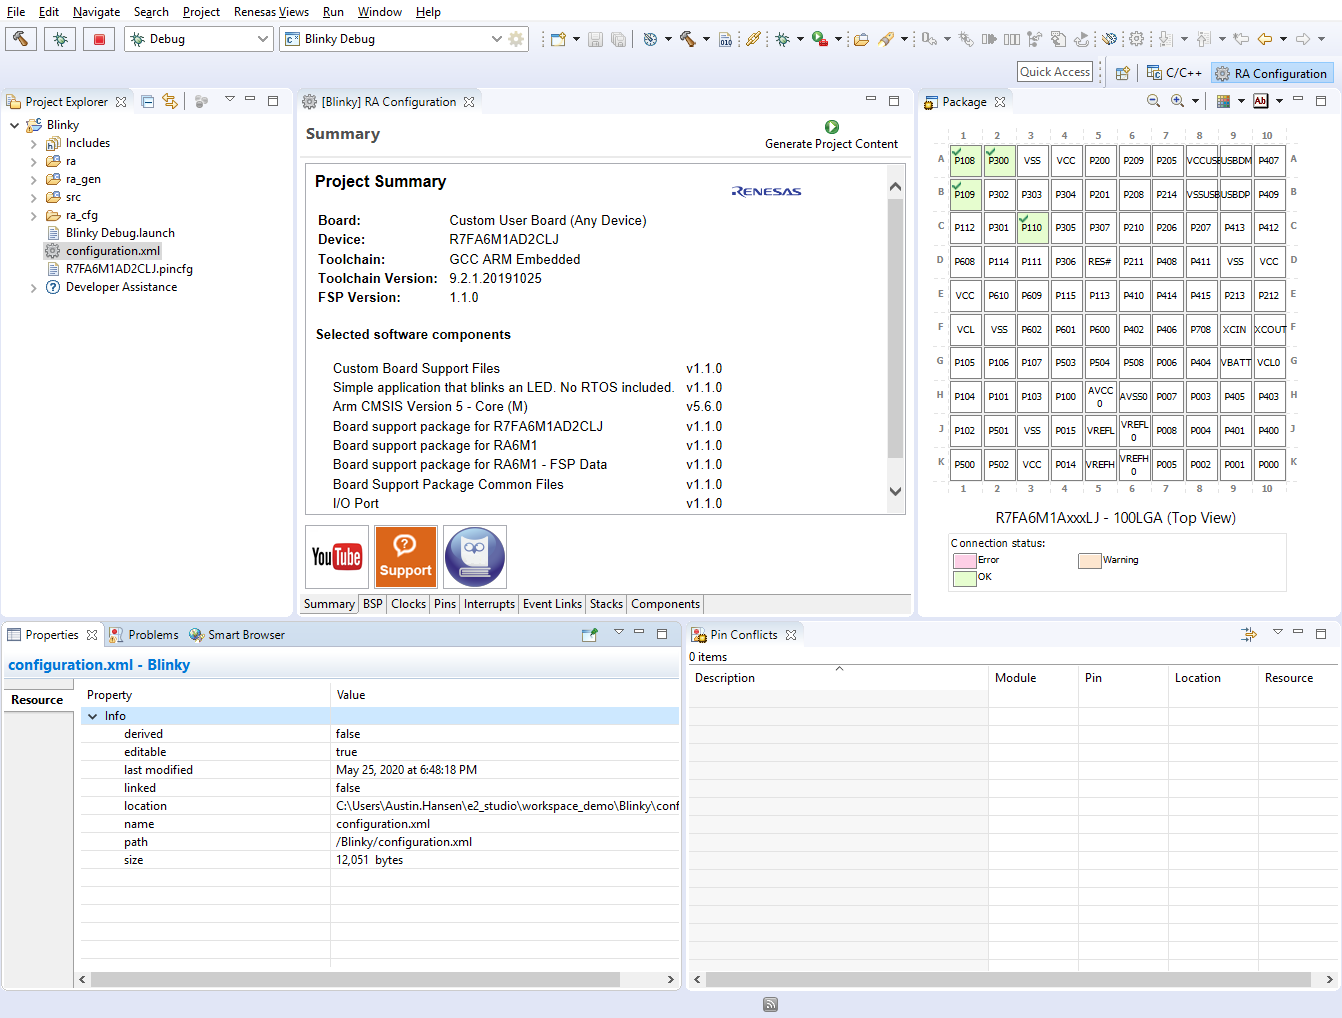 File Edit Navigate Search Project Renesas Views Run Window Help
Debug
Blinky Debug
Quick Access
C/C++
RA Configuration
Project Explorer
Blinky
Includes
ra
ra_gen
src
ra_cfg
Blinky Debug.launch
configuration.xml
R7FA6M1AD2CLJ.pincfg
Developer Assistance
[Blinky] RA Configuration
Summary
Generate Project Content
Project Summary
RENESAS
Board: Custom User Board (Any Device)
Device: R7FA6M1AD2CLJ
Toolchain: GCC ARM Embedded
Toolchain Version: 9.2.1.20191025
FSP Version: 1.1.0
Selected software components
Custom Board Support Files v1.1.0
Simple application that blinks an LED. No RTOS included. v1.1.0
Arm CMSIS Version 5 - Core (M) v5.6.0
Board support package for R7FA6M1AD2CLJ v1.1.0
Board support package for RA6M1 v1.1.0
Board support package for RA6M1 - FSP Data v1.1.0
Board Support Package Common Files v1.1.0
I/O Port v1.1.0
YouTube
Support
Summary BSP Clocks Pins Interrupts Event Links Stacks Components
Package
1 2 3 4 5 6 7 8 9 10
A P108 P300 VSS VCC P200 P209 P205 VCCUSB USBDM P407 A
B P109 P302 P303 P304 P201 P208 P214 VSSUSB USBDP P409 B
C P112 P301 P110 P305 P307 P210 P206 P207 P413 P412 C
D P608 P114 P111 P306 RES# P211 P408 P411 VSS VCC D
E VCC P610 P609 P115 P113 P410 P414 P415 P213 P212 E
F VCL VSS P602 P601 P600 P402 P406 P708 XCIN XCOUT F
G P105 P106 P107 P503 P504 P508 P006 P404 VBATT VCL0 G
H P104 P101 P103 P100 AVCC0 AVSS0 P007 P003 P405 P403 H
J P102 P501 VSS P015 VREFL VREFL0 P008 P004 P401 P400 J
K P500 P502 VCC P014 VREFH VREFH0 P005 P002 P001 P000 K
1 2 3 4 5 6 7 8 9 10
R7FA6M1AxxxLJ - 100LGA (Top View)
Connection status:
Error Warning
OK
Properties Problems Smart Browser
configuration.xml - Blinky
Resource
Property Value
Info
derived false
editable true
last modified May 25, 2020 at 6:48:18 PM
linked false
location C:\Users\Austin.Hansen\e2_studio\workspace_demo\Blinky\conf
name configuration.xml
path /Blinky/configuration.xml
size 12,051 bytes
Pin Conflicts
0 items
Description Module Pin Location Resource